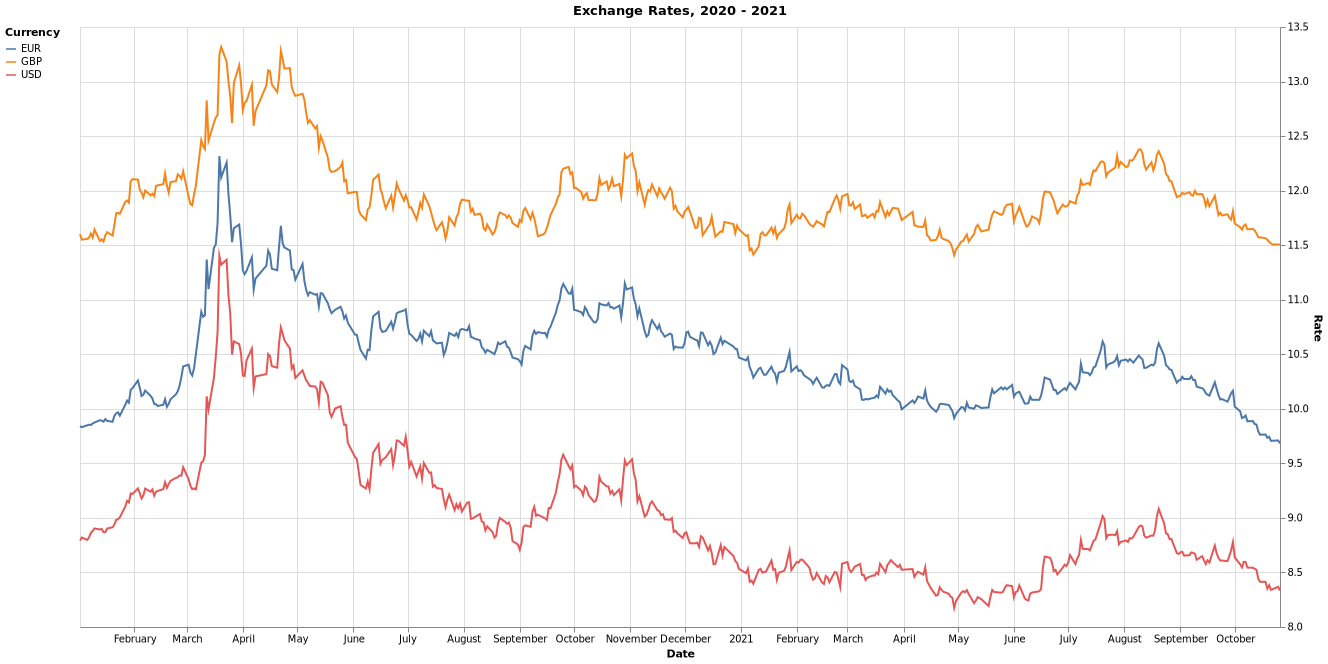 Exchange Rates, 2020 - 2021
Currency
EUR
GBP
USD
13.5
13.0
12.5
12.0
11.5
11.0
10.5
10.0
9.5
9.0
8.5
8.0
Rate
February March April May June July August September October November December 2021 February March April May June July August September October
Date